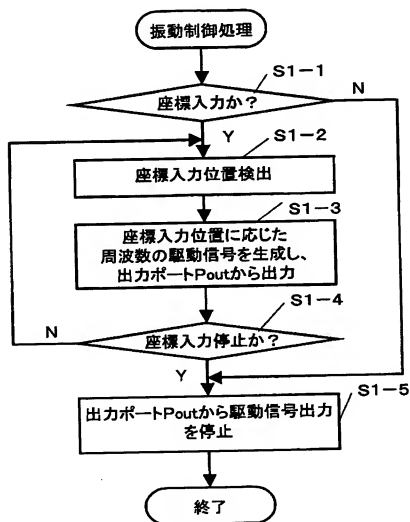 振動制御処理
S1-1
座標入力か?
N
Y
S1-2
座標入力位置検出
S1-3
座標入力位置に応じた
周波数の駆動信号を生成し、
出力ポートPoutから出力
S1-4
N
座標入力停止か?
Y
S1-5
出力ポートPoutから駆動信号出力
を停止
終了